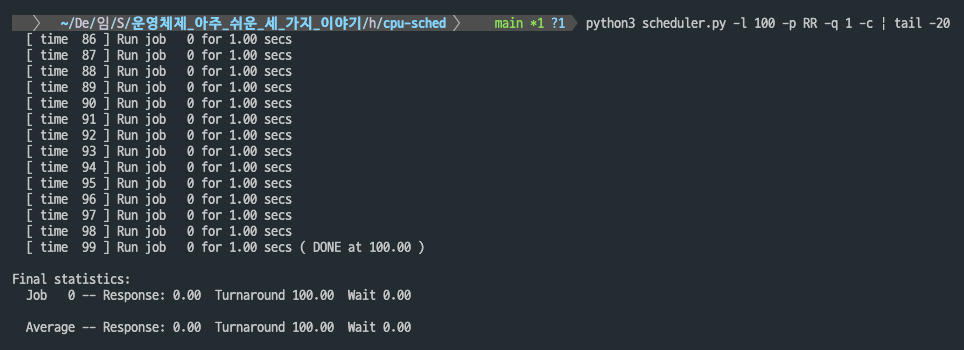 ~/De/임/S/운영체제_아주_쉬운_세_가지_이야기/h/cpu-sched main *1 ?1 python3 scheduler.py -l 100 -p RR -q 1 -c | tail -20
[ time  86 ] Run job   0 for 1.00 secs
[ time  87 ] Run job   0 for 1.00 secs
[ time  88 ] Run job   0 for 1.00 secs
[ time  89 ] Run job   0 for 1.00 secs
[ time  90 ] Run job   0 for 1.00 secs
[ time  91 ] Run job   0 for 1.00 secs
[ time  92 ] Run job   0 for 1.00 secs
[ time  93 ] Run job   0 for 1.00 secs
[ time  94 ] Run job   0 for 1.00 secs
[ time  95 ] Run job   0 for 1.00 secs
[ time  96 ] Run job   0 for 1.00 secs
[ time  97 ] Run job   0 for 1.00 secs
[ time  98 ] Run job   0 for 1.00 secs
[ time  99 ] Run job   0 for 1.00 secs ( DONE at 100.00 )
Final statistics:
Job   0 -- Response: 0.00  Turnaround 100.00  Wait 0.00
Average -- Response: 0.00  Turnaround 100.00  Wait 0.00